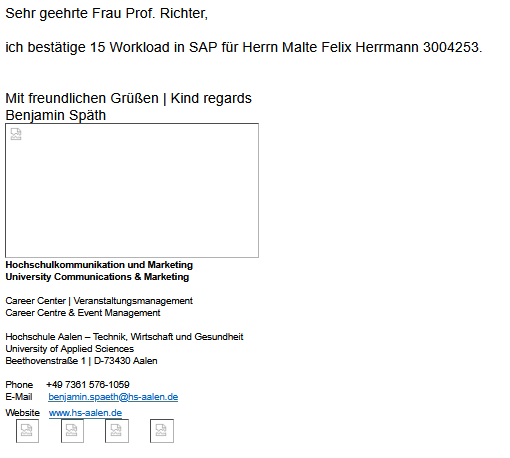 Sehr geehrte Frau Prof. Richter,
ich bestätige 15 Workload in SAP für Herrn Malte Felix Herrmann 3004253.
Mit freundlichen Grüßen | Kind regards
Benjamin Späth
Hochschulkommunikation und Marketing
University Communications & Marketing
Career Center | Veranstaltungsmanagement
Career Centre & Event Management
Hochschule Aalen – Technik, Wirtschaft und Gesundheit
University of Applied Sciences
Beethovenstraße 1 | D-73430 Aalen
Phone +49 7361 576-1059
E-Mail benjamin.spaeth@hs-aalen.de
Website www.hs-aalen.de